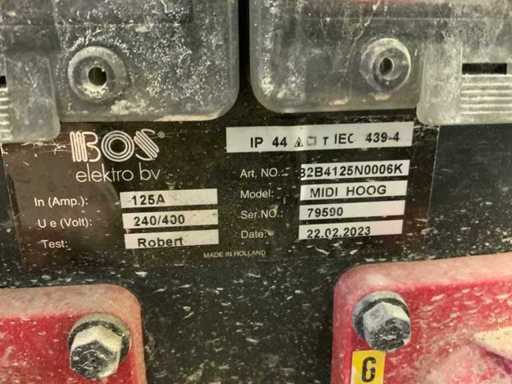 BOS
elektro bv
IP 44 T IEC 439-4
Art, NO.: B2B4125N0006K
In (Amp.): 125A
Model: MIDI HOOG
U e (Volt): 240/400
Ser.NO.: 79590
Test: Robert
Date: 22.02.2023
MADE IN HOLLAND
G